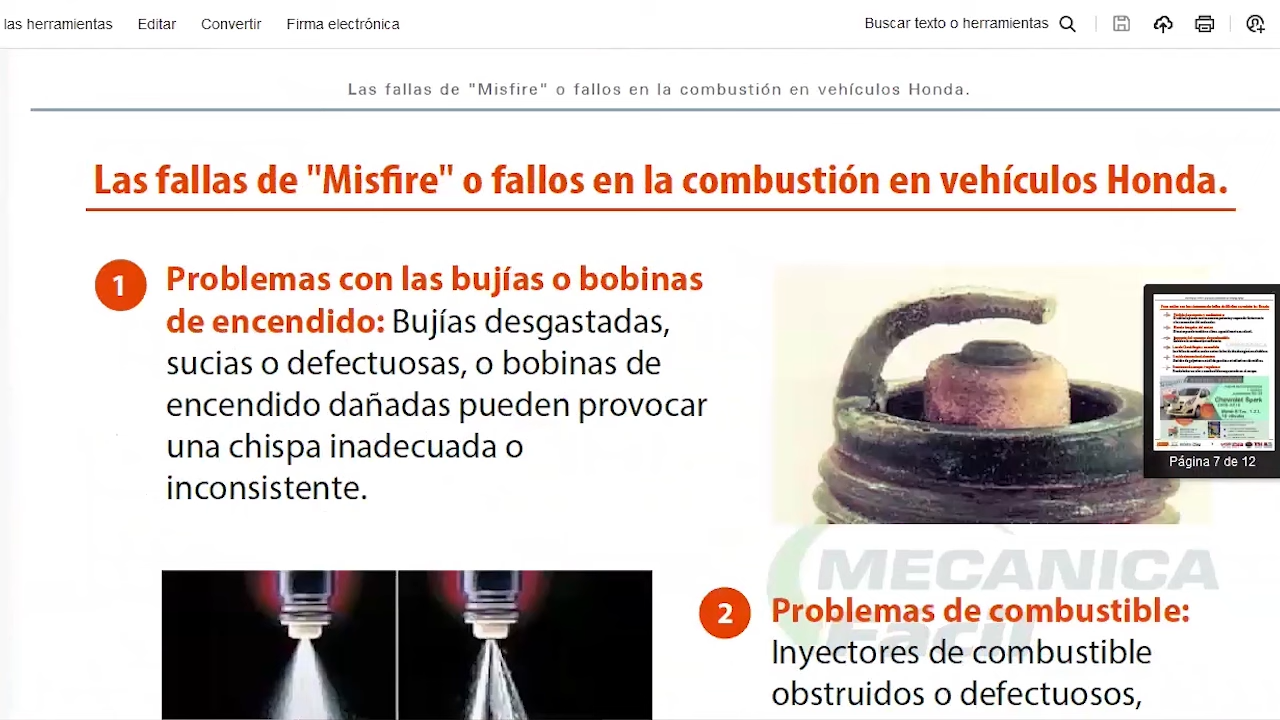 las herramientas
Editar
Convertir
Firma electrónica
Buscar texto o herramientas
Las fallas de "Misfire" o fallos en la combustión en vehículos Honda.
Las fallas de "Misfire" o fallos en la combustión en vehículos Honda.
1
Problemas con las bujías o bobinas
de encendido: Bujías desgastadas,
sucias o defectuosas, o bobinas de
encendido dañadas pueden provocar
una chispa inadecuada o
inconsistente.
Chevrolet Spark
Página 7 de 12
MECANICA
Fácil
2
Problemas de combustible:
Inyectores de combustible
obstruidos o defectuosos,